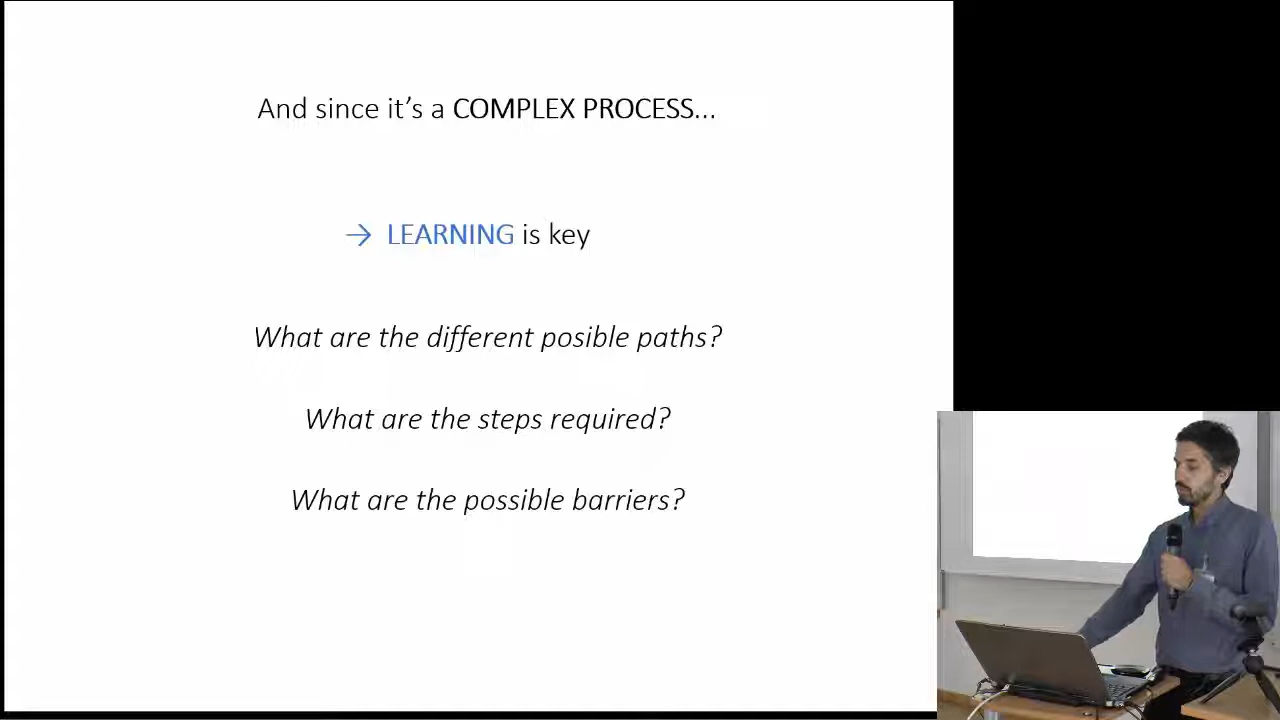 And since it's a COMPLEX PROCESS...
→ LEARNING is key
What are the different posible paths?
What are the steps required?
What are the possible barriers?